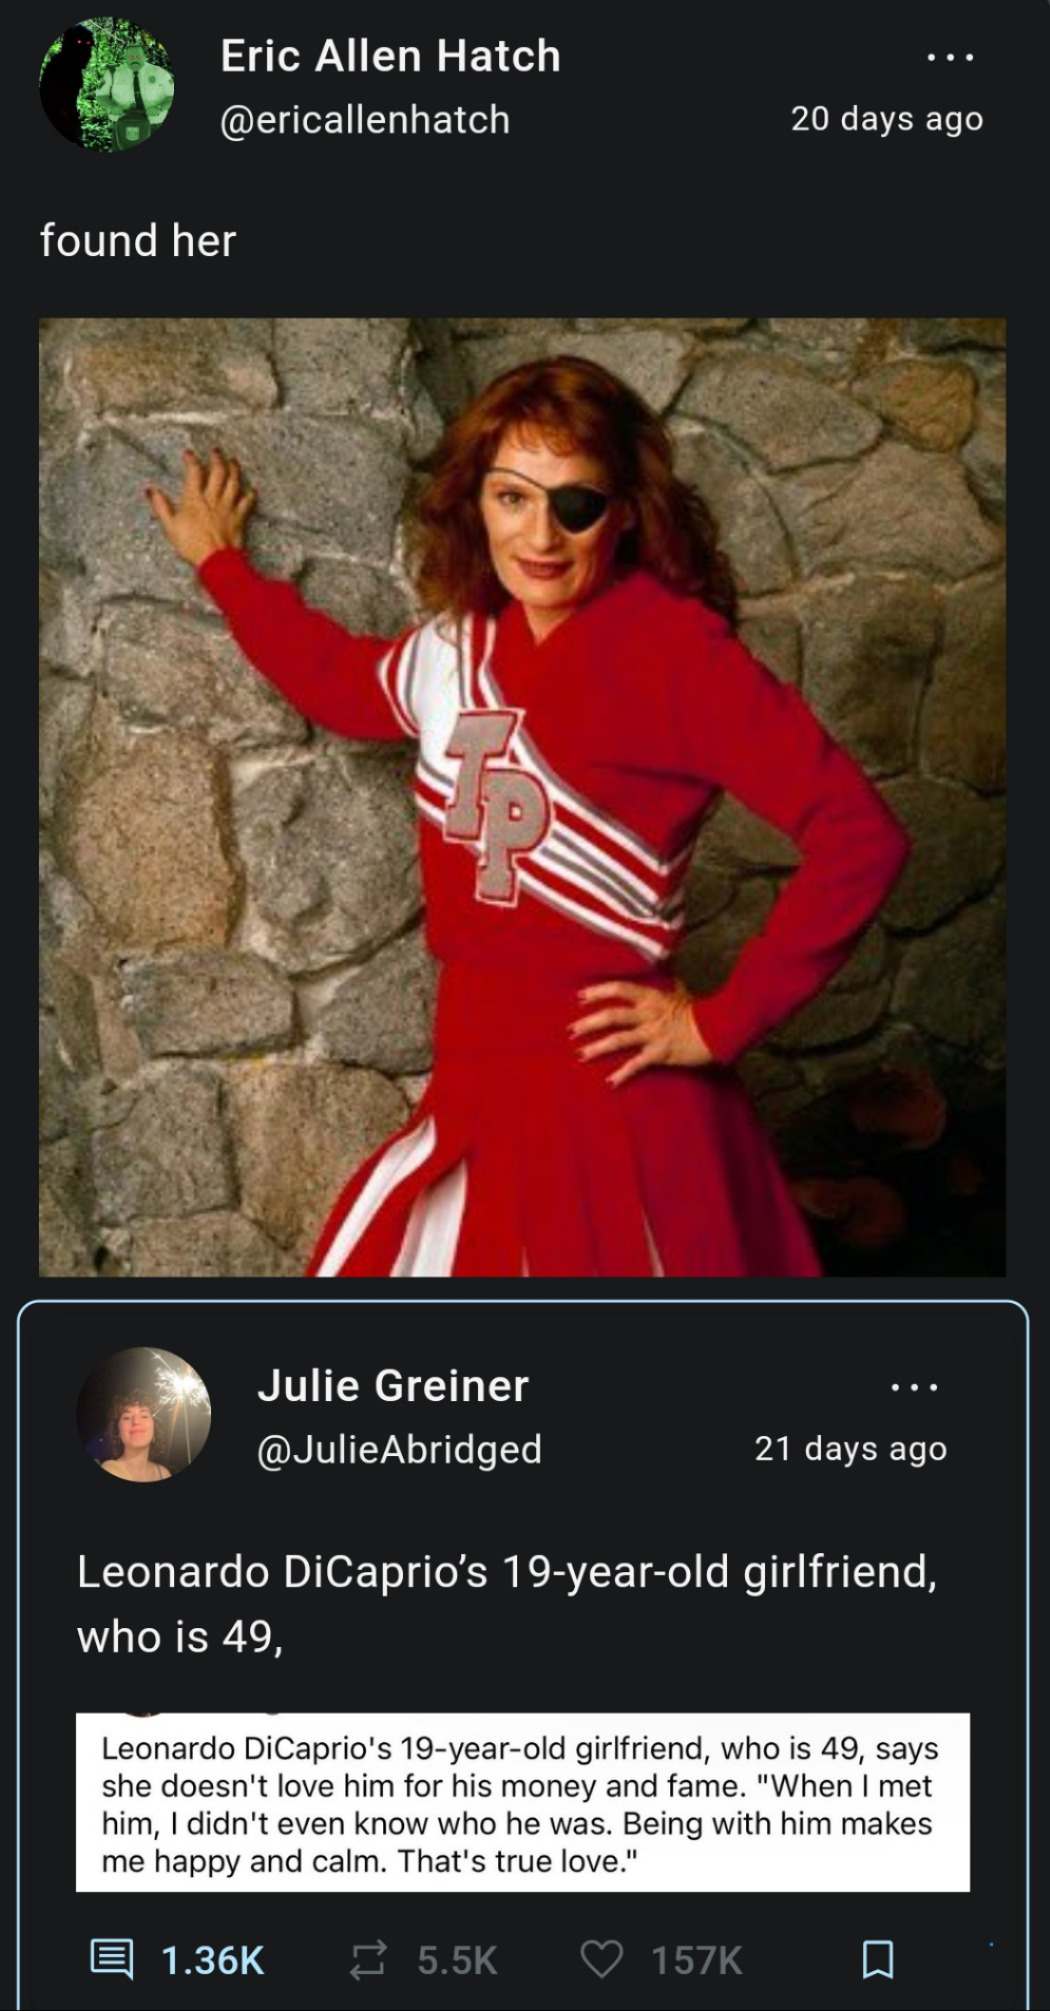 Eric Allen Hatch
...
@ericallenhatch
20 days ago
found her
TP
Julie Greiner
...
@JulieAbridged
21 days ago
Leonardo DiCaprio’s 19-year-old girlfriend,
who is 49,
Leonardo DiCaprio's 19-year-old girlfriend, who is 49, says
she doesn't love him for his money and fame. "When I met
him, I didn't even know who he was. Being with him makes
me happy and calm. That's true love."
1.36K
5.5K
157K